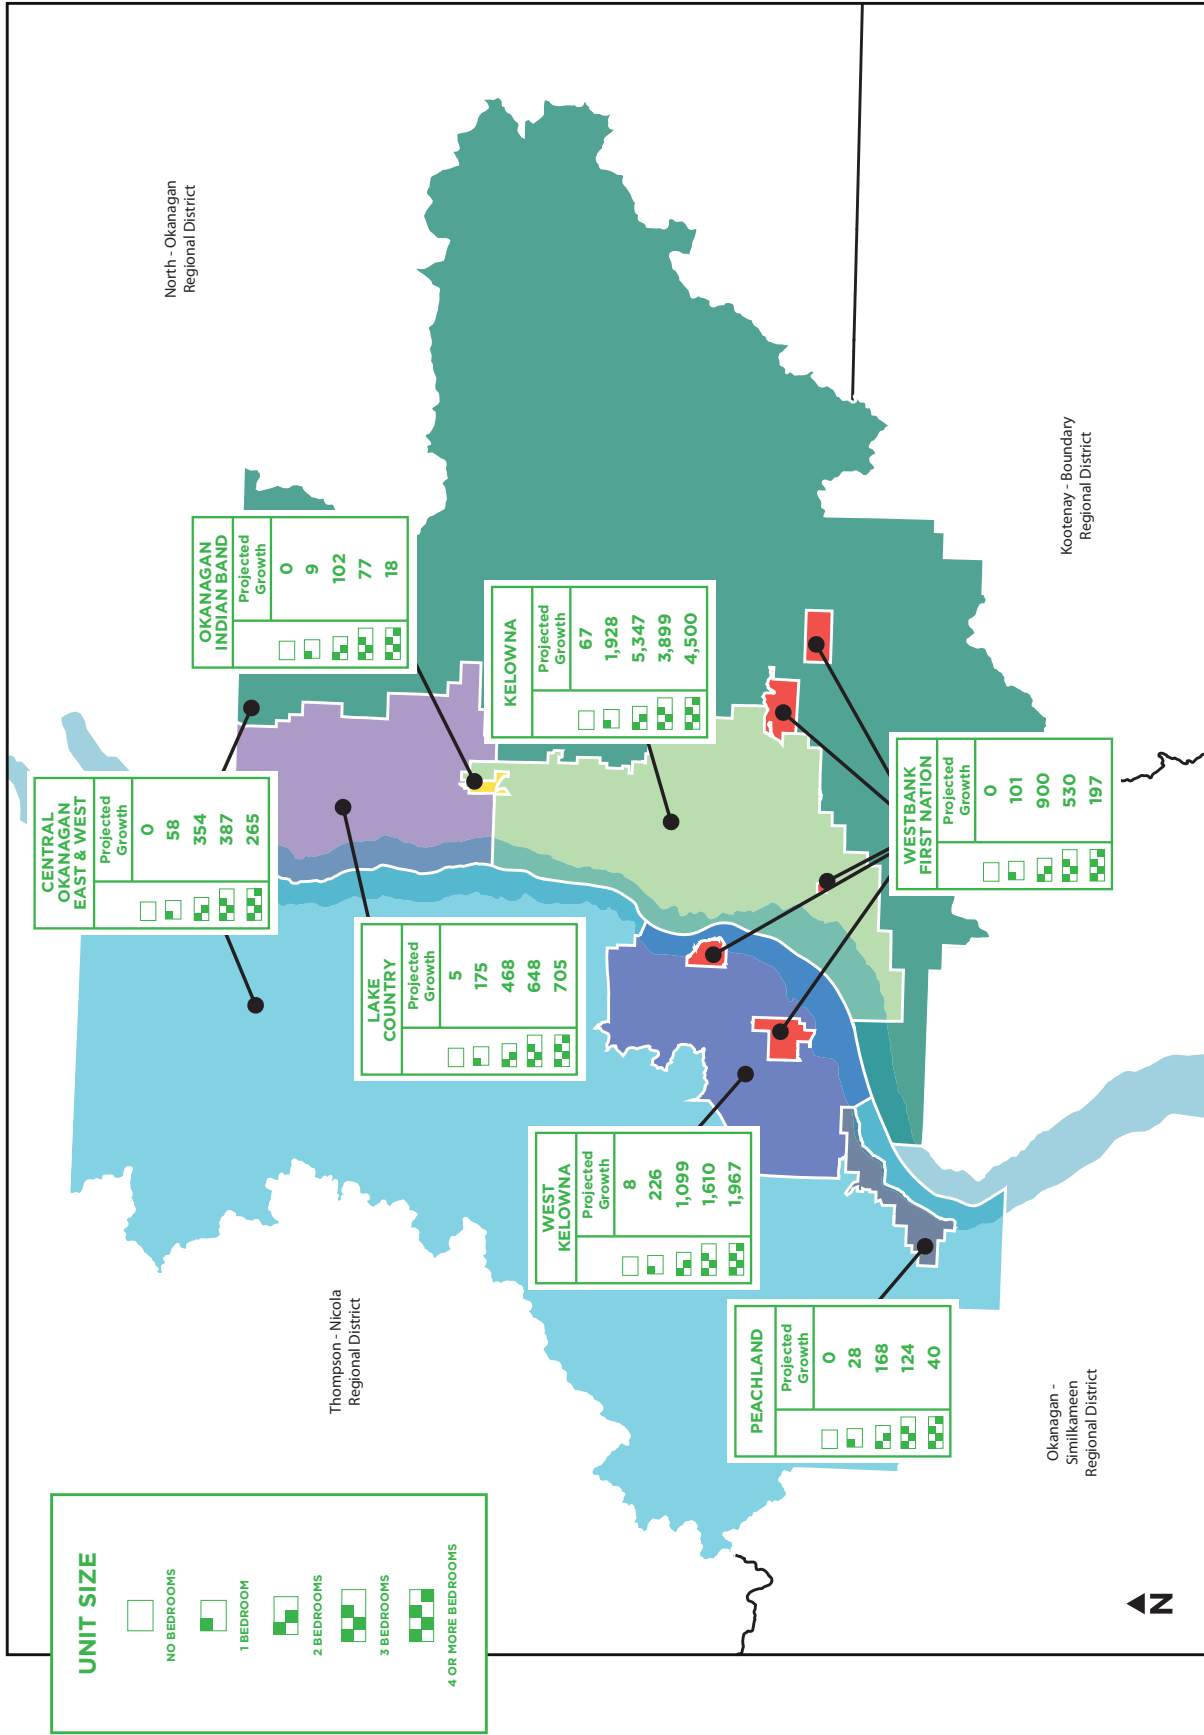 UNIT SIZE
NO BEDROOMS
1 BEDROOM
2 BEDROOMS
3 BEDROOMS
4 OR MORE BEDROOMS
CENTRAL
OKANAGAN
EAST & WEST
Projected
Growth
0
58
354
387
265
OKANAGAN
INDIAN BAND
Projected
Growth
0
9
102
77
18
LAKE
COUNTRY
Projected
Growth
5
175
468
648
705
KELOWNA
Projected
Growth
67
1,928
5,347
3,899
4,500
WEST
KELOWNA
Projected
Growth
8
226
1,099
1,610
1,967
PEACHLAND
Projected
Growth
0
28
168
124
40
WESTBANK
FIRST NATION
Projected
Growth
0
101
900
530
197
North - Okanagan
Regional District
Thompson - Nicola
Regional District
Kootenay - Boundary
Regional District
Okanagan -
Similkameen
Regional District
N